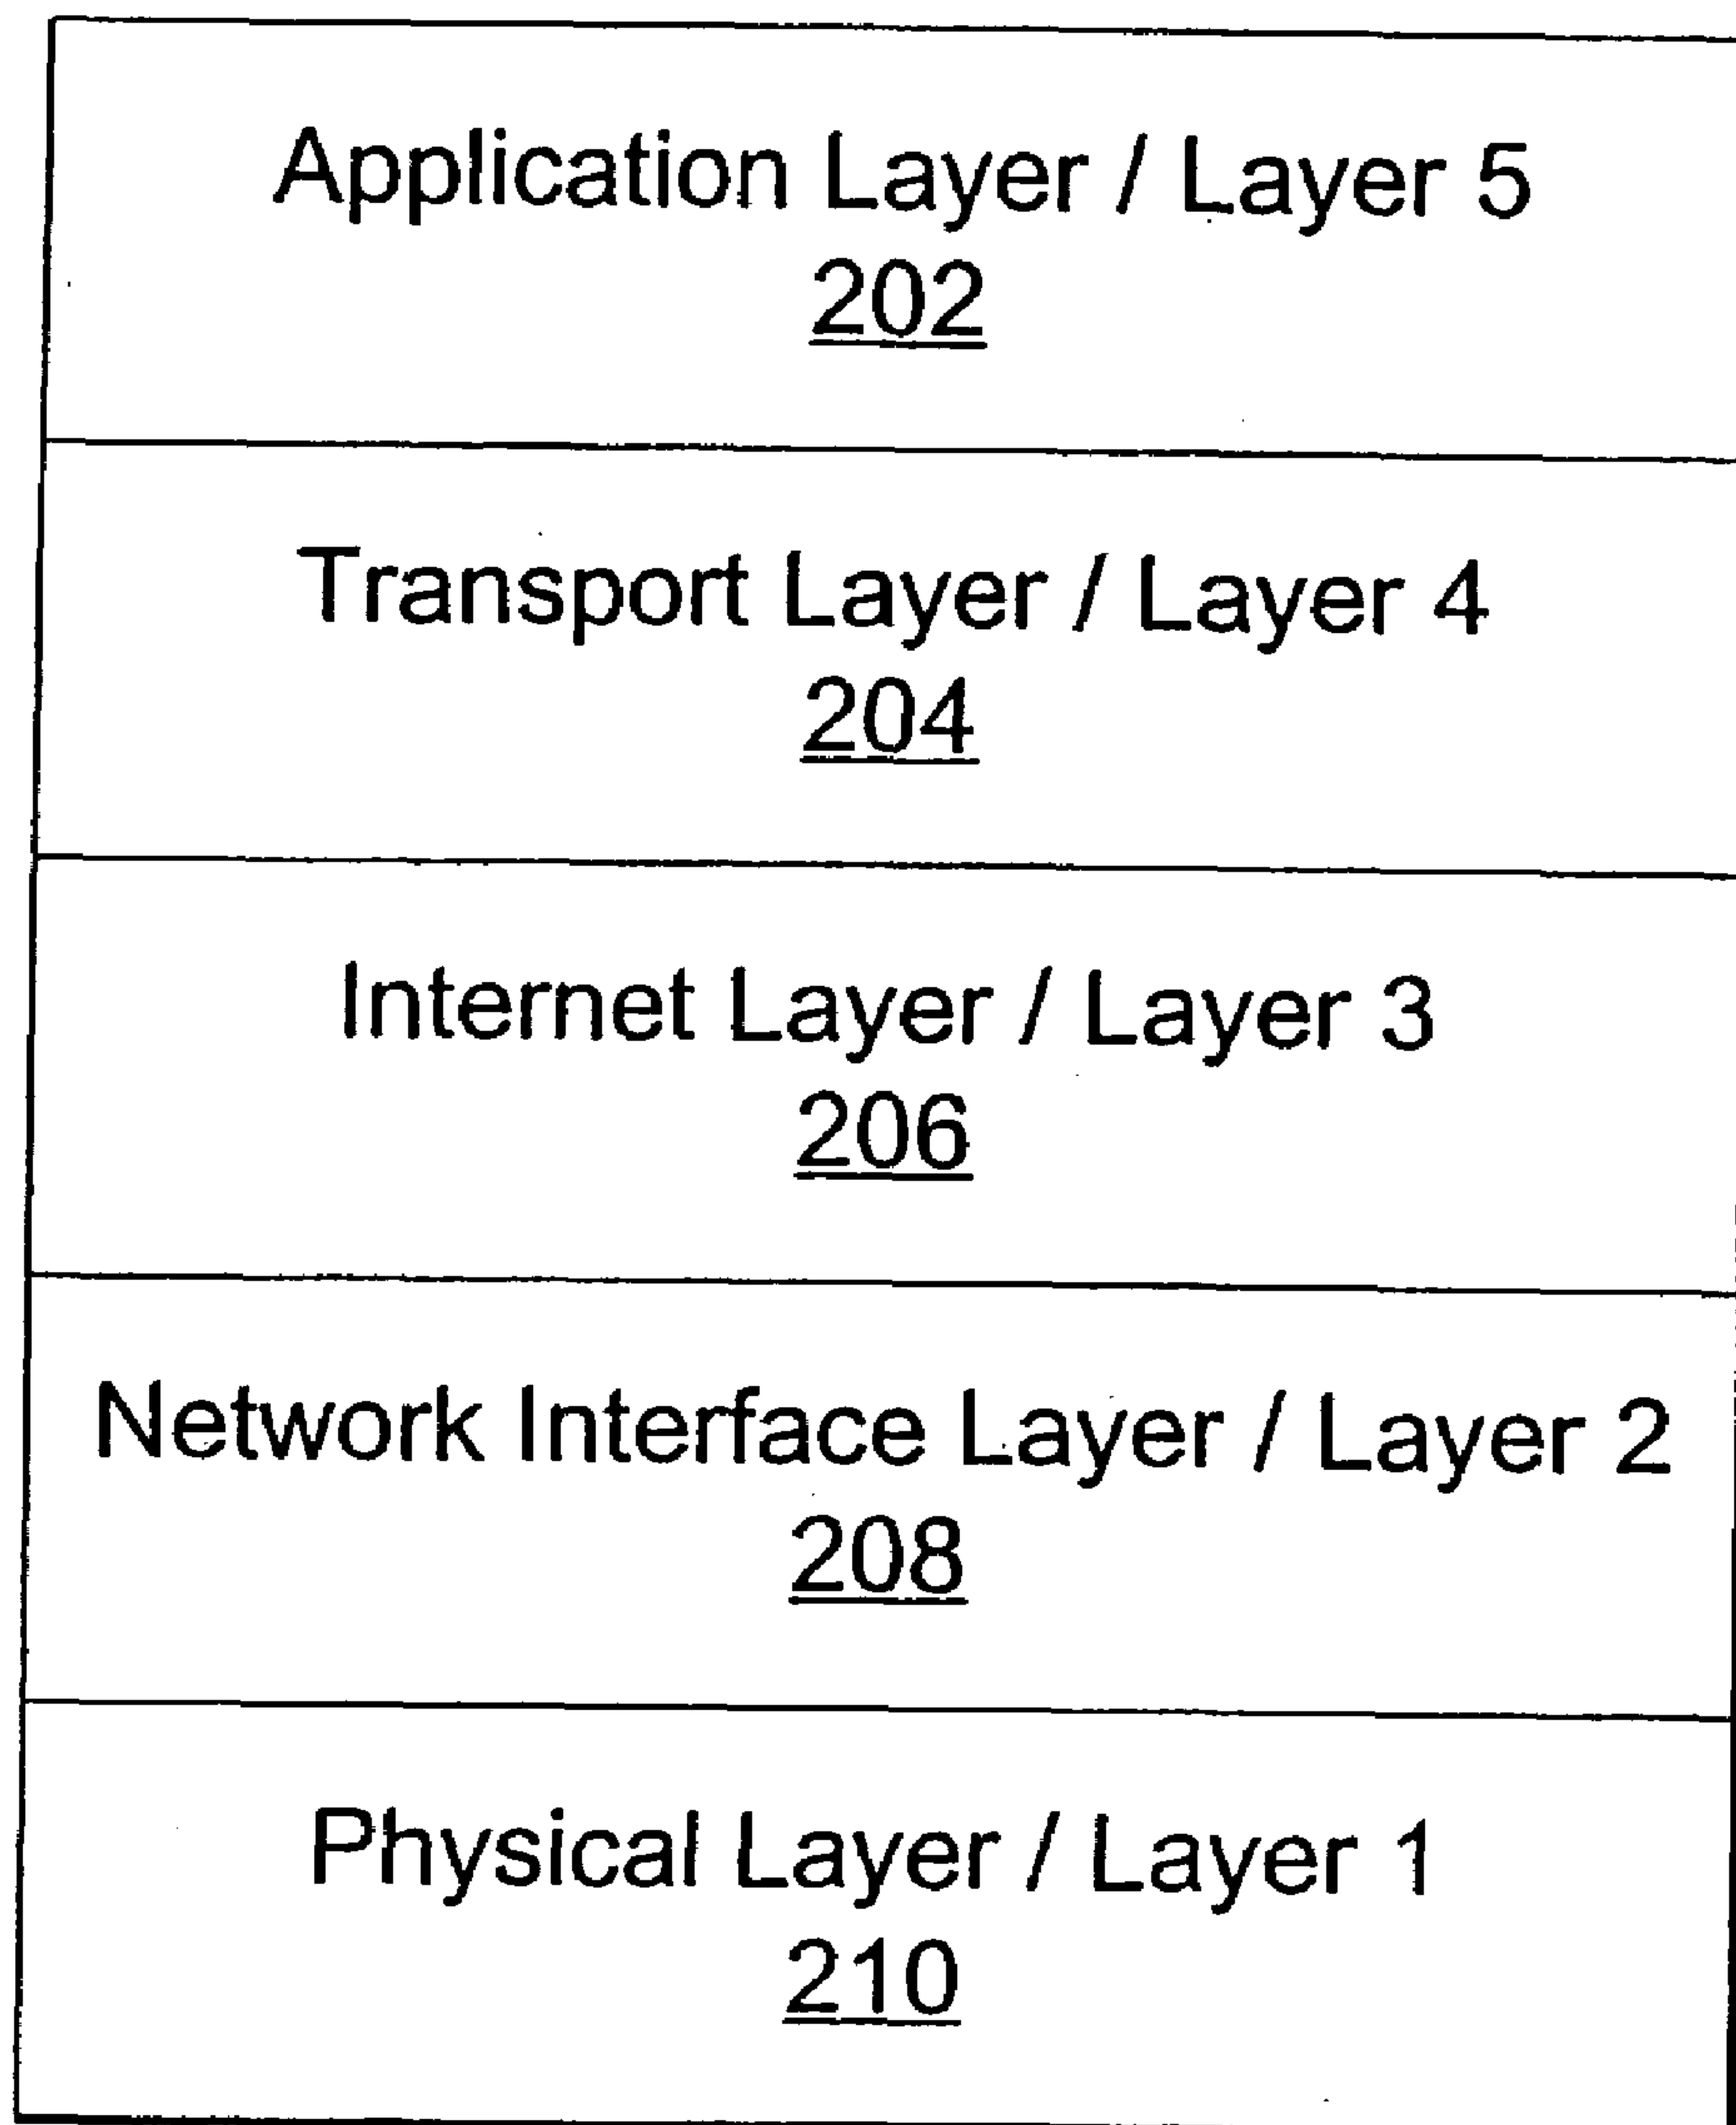 Application Layer / Layer 5
202
Transport Layer / Layer 4
204
Internet Layer / Layer 3
206
Network Interface Layer / Layer 2
208
Physical Layer / Layer 1
210